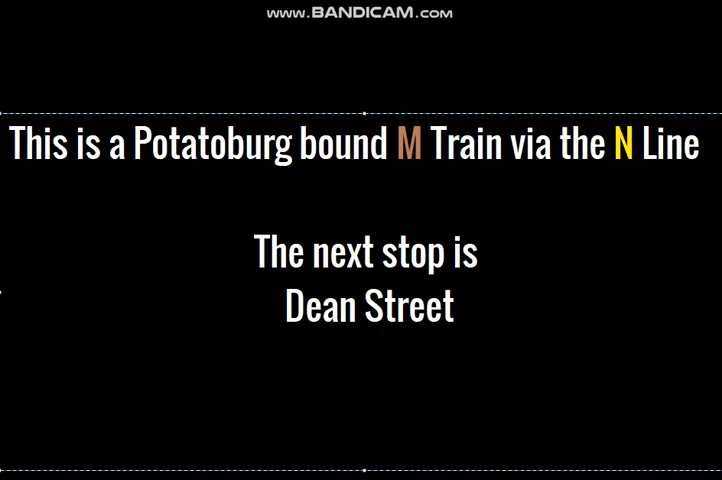 www.BANDICAM.com
This is a Potatoburg bound M Train via the N Line
The next stop is
Dean Street